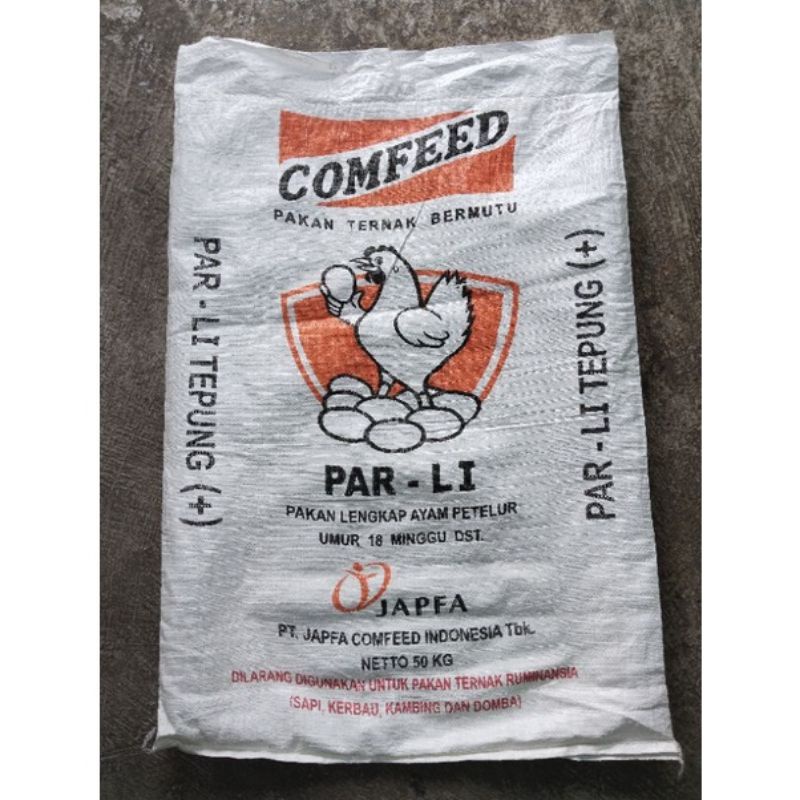 COMFEED
PAKAN TERNAK BERMUTU
PAR - LI TEPUNG (+)
PAR - LI TEPUNG (+)
PAR - LI
PAKAN LENGKAP AYAM PETELUR
UMUR 18 MINGGU DST.
JAPFA
PT. JAPFA COMFEED INDONESIA Tbk.
NETTO 50 KG
DILARANG DIGUNAKAN UNTUK PAKAN TERNAK RUMINANSIA
(SAPI, KERBAU, KAMBING DAN DOMBA)